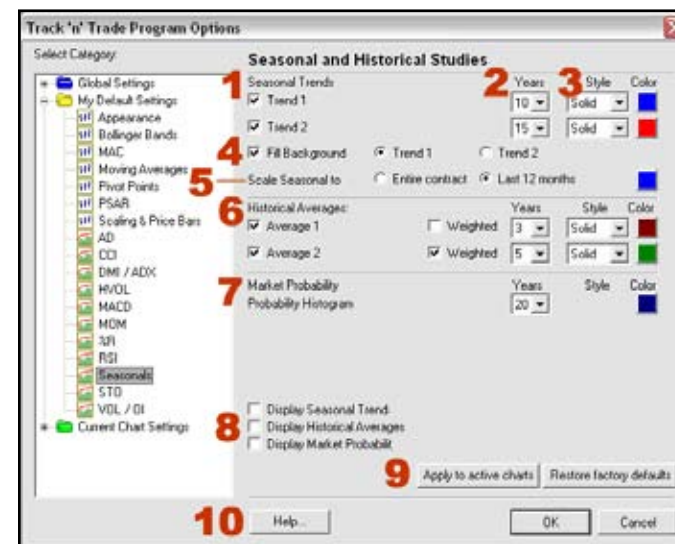 Track 'n' Trade Program Options
Select Category:
Global Settings
My Default Settings
Appearance
Bollinger Bands
MAC
Moving Averages
Pivot Points
PSAR
Scaling & Price Bars
AD
CCI
DMI / ADX
HVOL
MACD
MOM
%R
RSI
Seasonals
STO
VOL / OI
Current Chart Settings
Seasonal and Historical Studies
1 Seasonal Trends 2 Years 3 Style Color
Trend 1 10 Solid
Trend 2 15 Solid
4 Fill Background Trend 1 Trend 2
5 Scale Seasonal to Entire contract Last 12 months
6 Historical Averages: Years Style Color
Average 1 Weighted 3 Solid
Average 2 Weighted 5 Solid
7 Market Probability Years Style Color
Probability Histogram 20
Display Seasonal Trend
8 Display Historical Averages
Display Market Probabilit
9 Apply to active charts Restore factory defaults
10 Help... OK Cancel